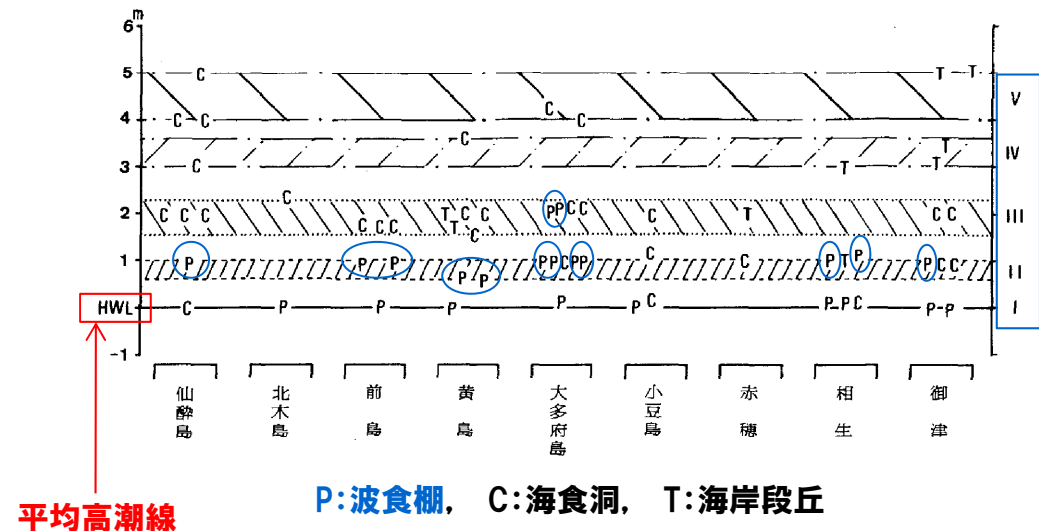 m
6
5 C T T
V
C
4 C C C
C T
IV
3 C T T
C
2 C C C T C C P P C C C T C C III
C C C T
C
C
1 P P P P P C P P C P T P P C C
P P C II
HWL C P P P P P C P-P C P-P I
-1
仙酔島 北木島 前島 黄島 大多府島 小豆島 赤穂 相生 御津
P:波食棚, C:海食洞, T:海岸段丘
平均高潮線